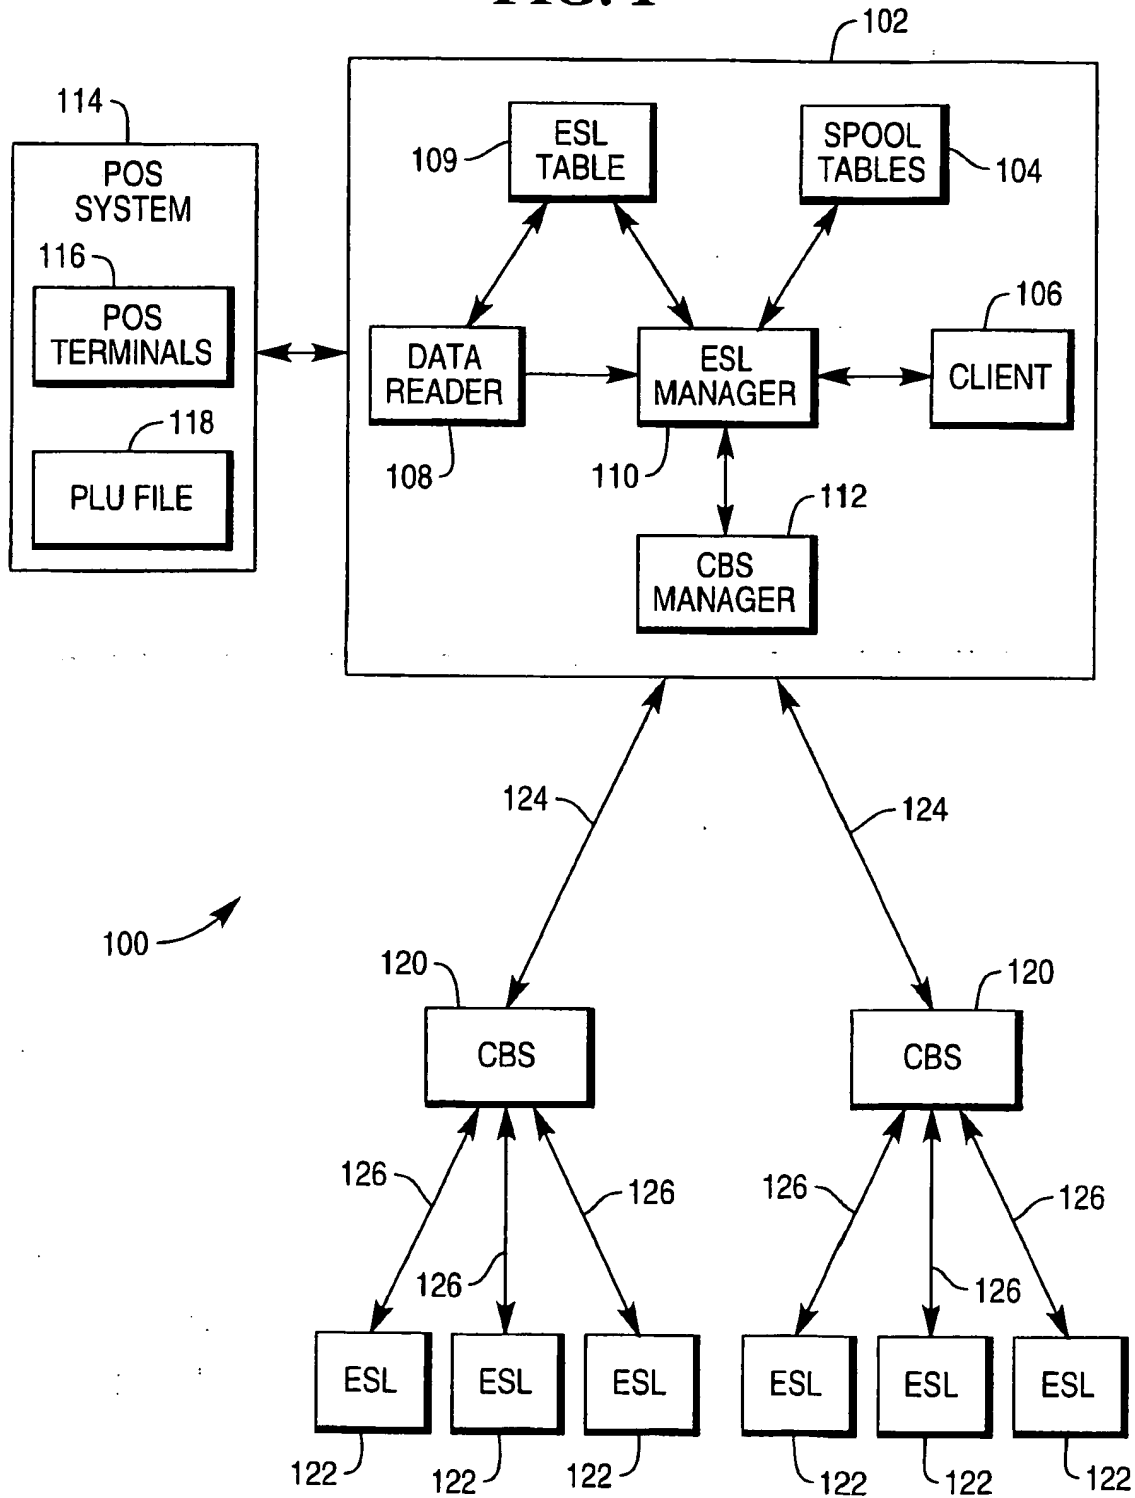 102
114
POS
SYSTEM
116
POS
TERMINALS
118
PLU FILE
109
ESL
TABLE
SPOOL
TABLES
104
106
DATA
READER
108
ESL
MANAGER
110
CLIENT
112
CBS
MANAGER
124
124
100
120
CBS
120
CBS
126
126
126
126
126
126
ESL
ESL
ESL
ESL
ESL
ESL
122
122
122
122
122
122